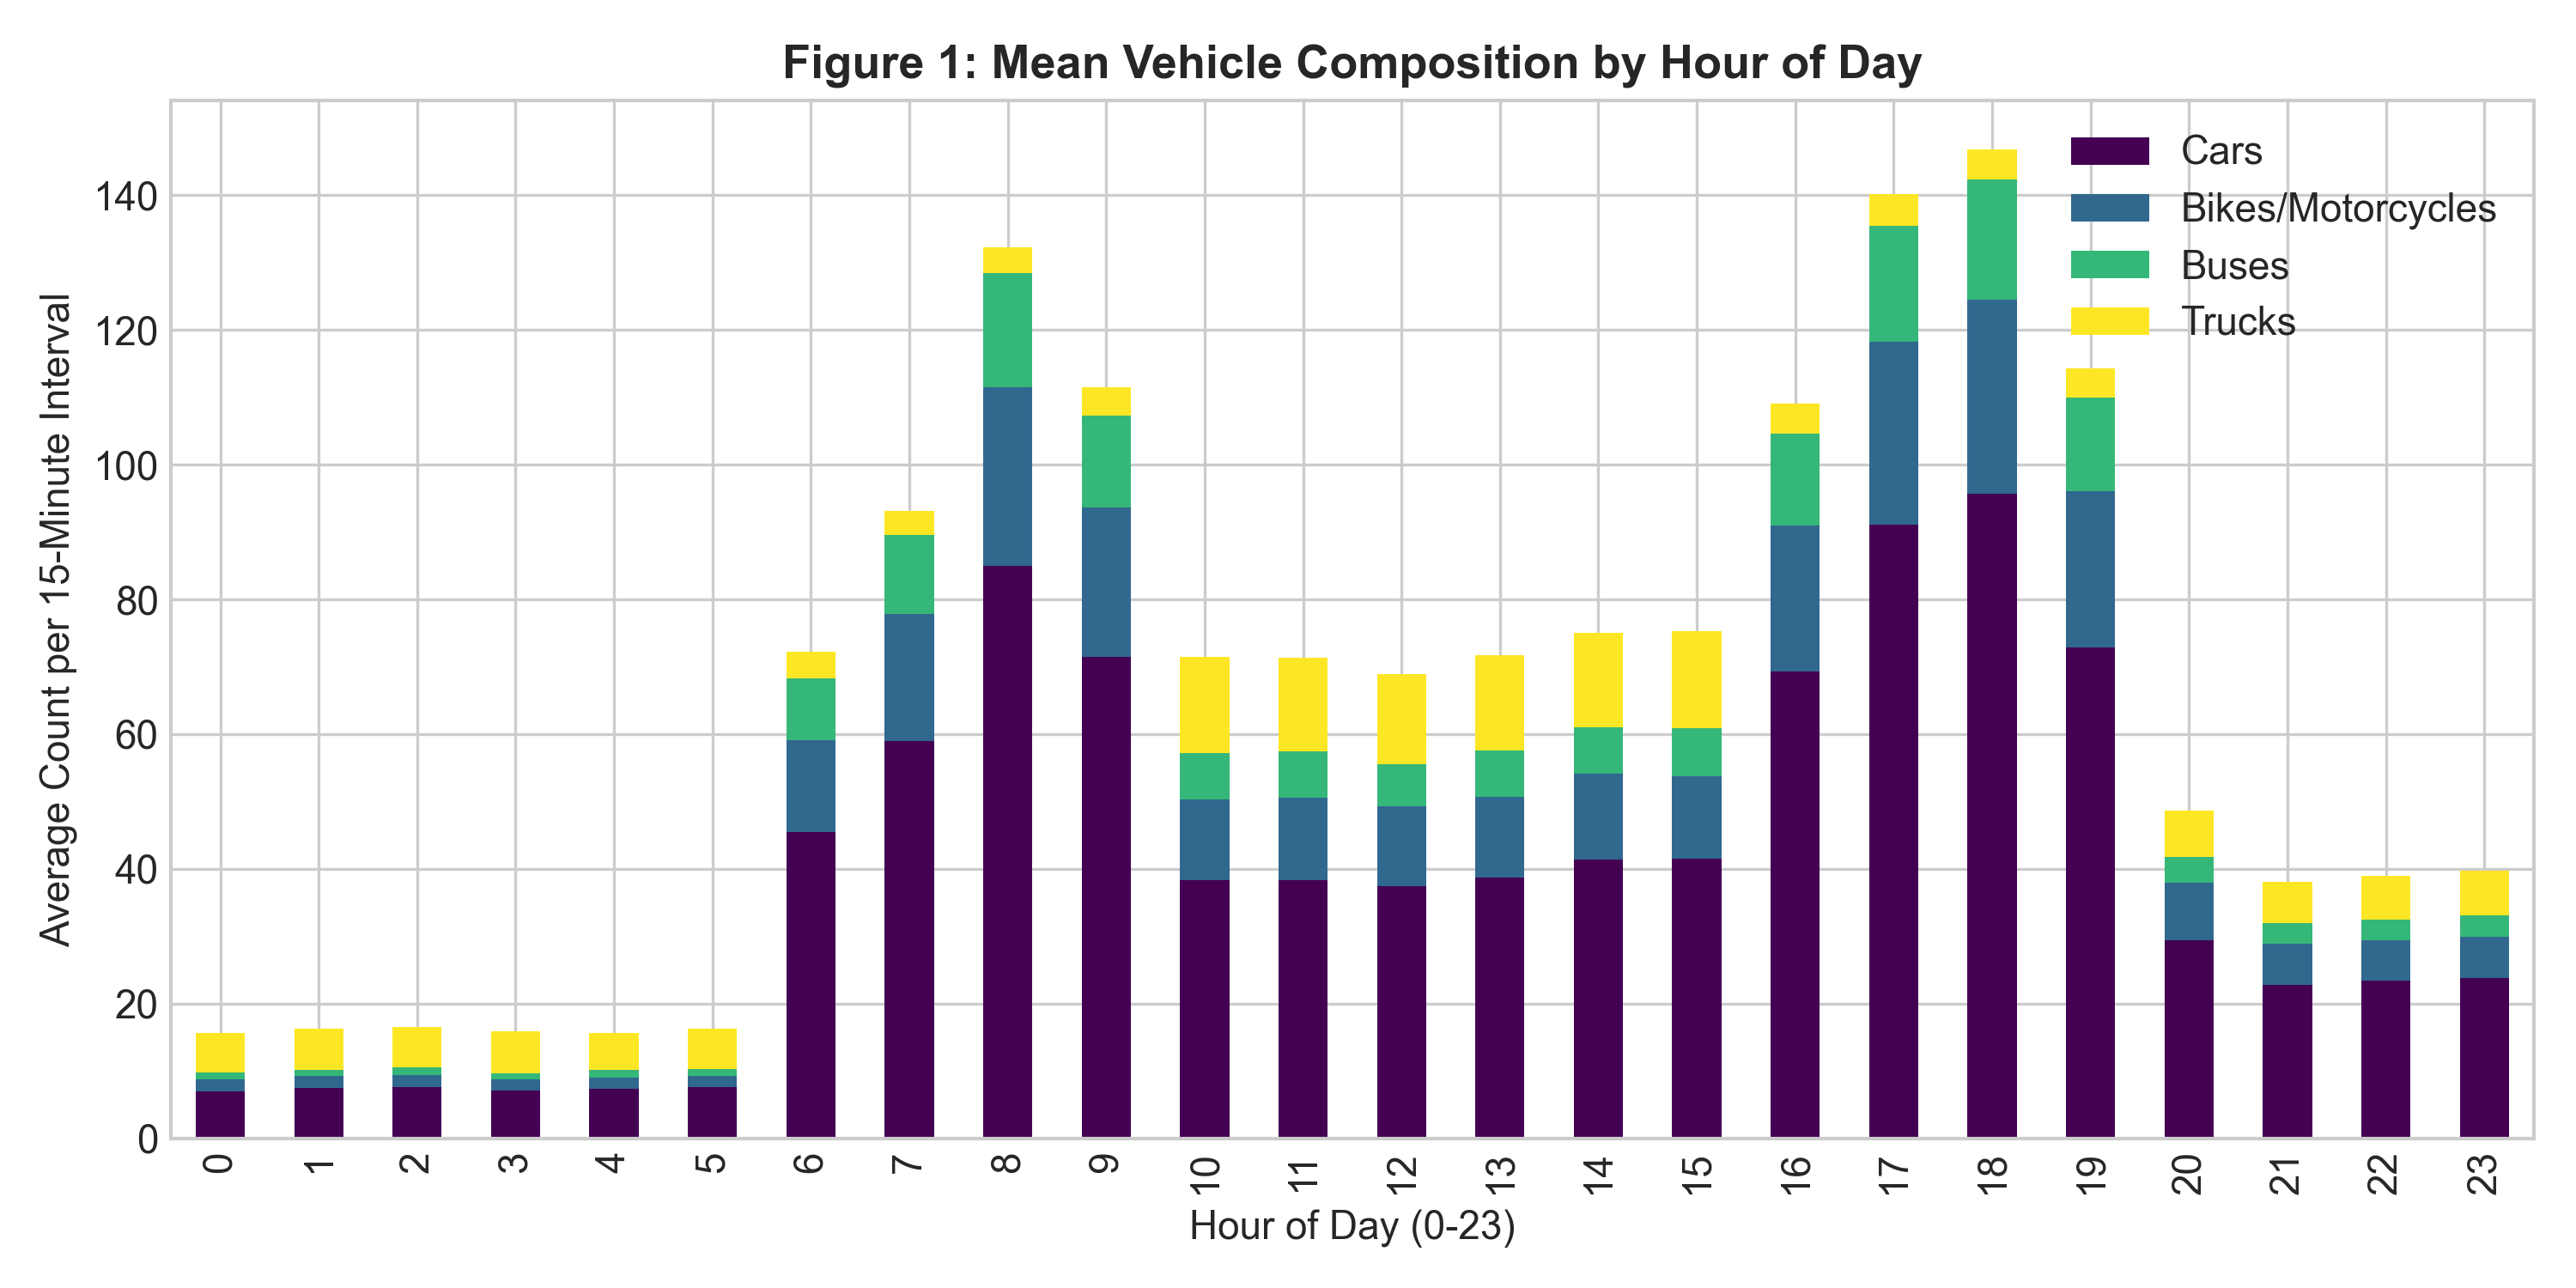 Figure 1: Mean Vehicle Composition by Hour of Day
Cars
Bikes/Motorcycles
Buses
Trucks
Average Count per 15-Minute Interval
140
120
100
80
60
40
20
0
0 1 2 3 4 5 6 7 8 9 10 11 12 13 14 15 16 17 18 19 20 21 22 23
Hour of Day (0-23)